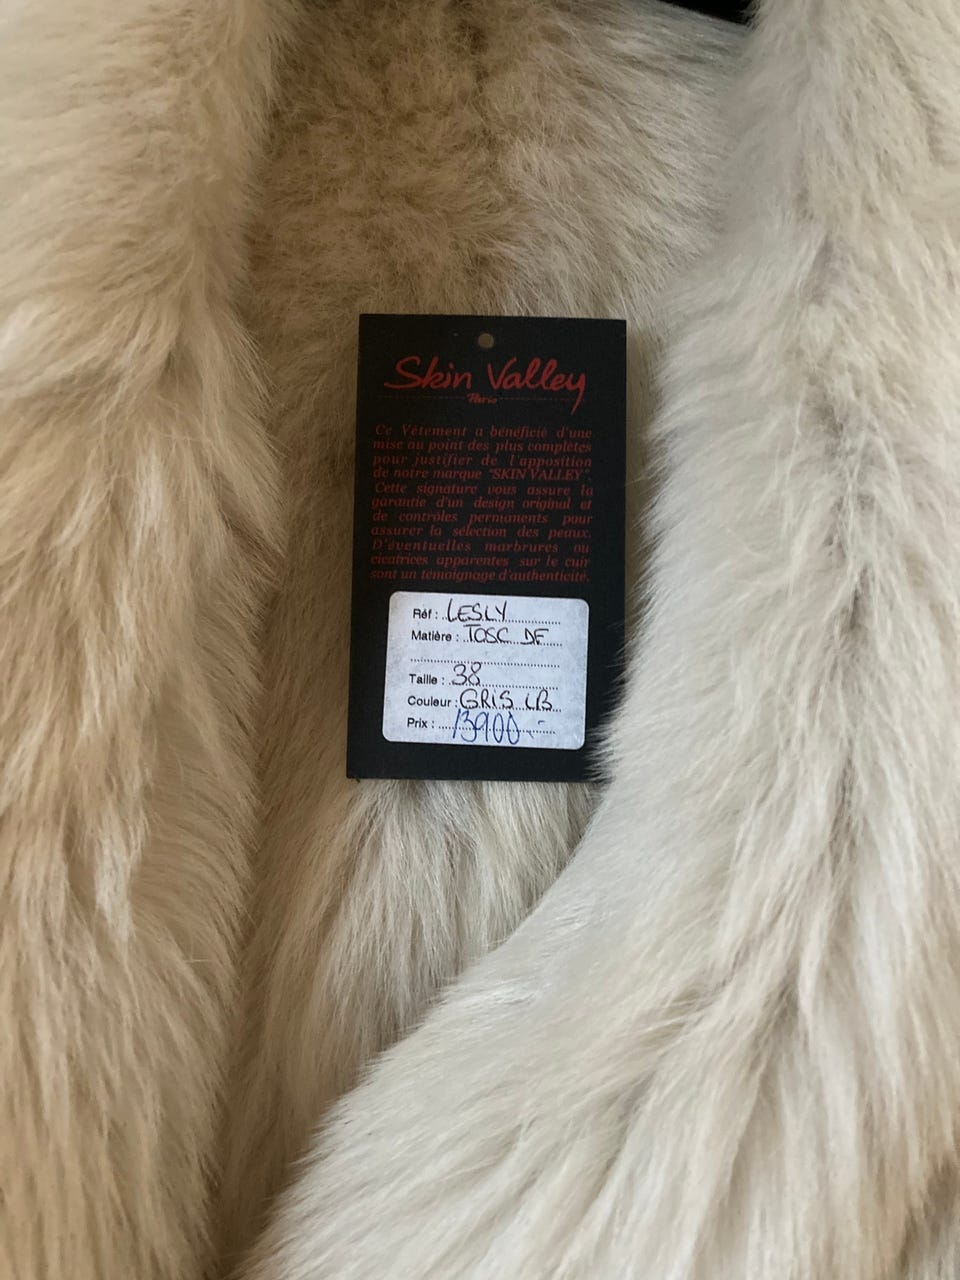 Skin Valley
Paris
Ce Vêtement a bénéficié d'une
mise au point des plus complètes
pour justifier de l'apposition
de notre marque "SKIN VALLEY".
Cette signature vous assure la
garantie d'un design original et
de contrôles permanents pour
assurer la sélection des peaux.
D'éventuelles marbrures ou
cicatrices apparentes sur le cuir
sont un témoignage d'authenticité.
Réf : LESLY
Matière : TOSC DF
Taille : 38
Couleur : GRIS LB
Prix : 13900.-